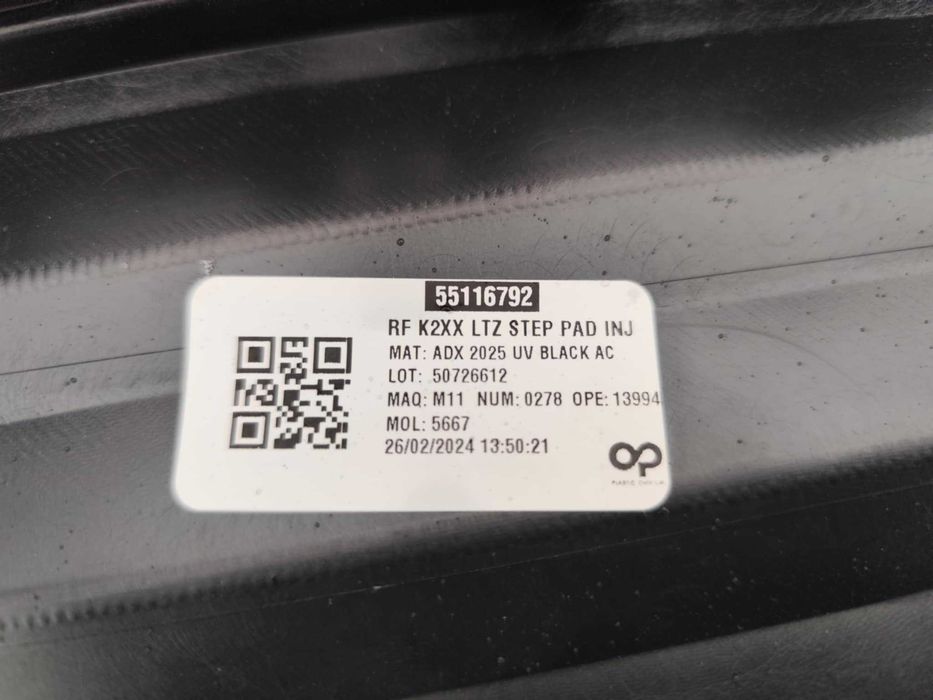 55116792
RF K2XX LTZ STEP PAD INJ
MAT: ADX 2025 UV BLACK AC
LOT: 50726612
MAQ: M11 NUM: 0278 OPE: 13994
MOL: 5667
26/02/2024 13:50:21
OP